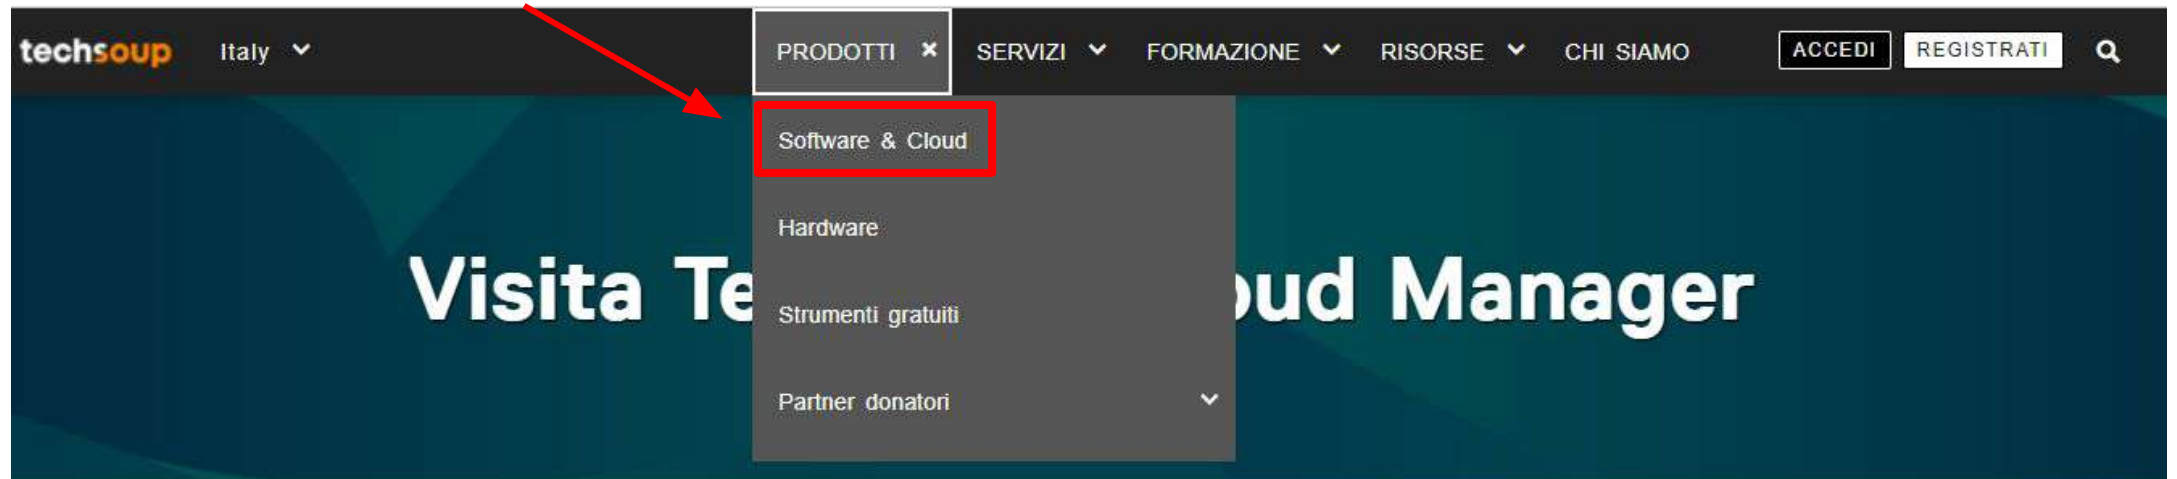 techsoup Italy PRODOTTI SERVIZI FORMAZIONE RISORSE CHI SIAMO ACCEDI REGISTRATI
Software & Cloud
Hardware
Visita Te oud Manager
Strumenti gratuiti
Partner donatori